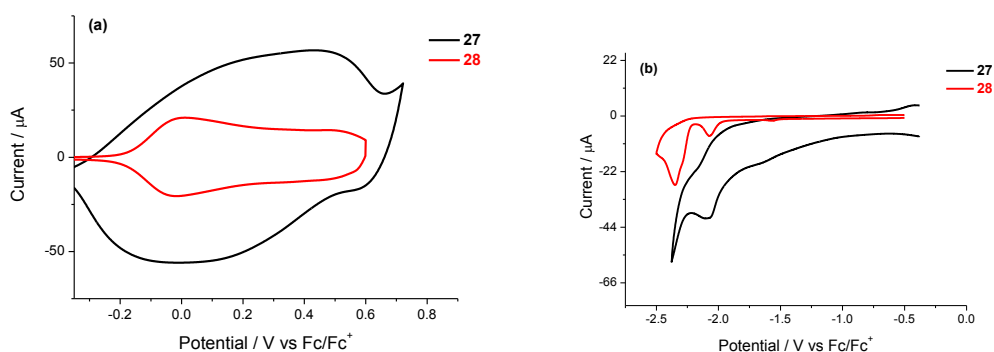 (a)
27
28
50
0
-50
Current / µA
-0.2 0.0 0.2 0.4 0.6 0.8
Potential / V vs Fc/Fc⁺
(b)
27
28
22
0
-22
-44
-66
Current / µA
-2.5 -2.0 -1.5 -1.0 -0.5 0.0
Potential / V vs Fc/Fc⁺